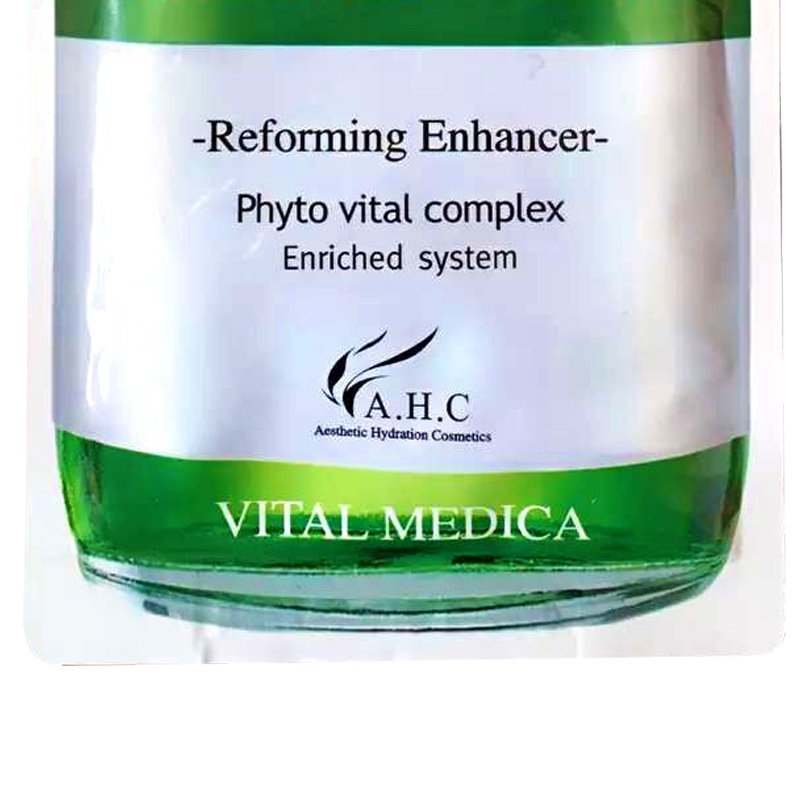 -Reforming Enhancer-
Phyto vital complex
Enriched system
A.H.C
Aesthetic Hydration Cosmetics
VITAL MEDICA